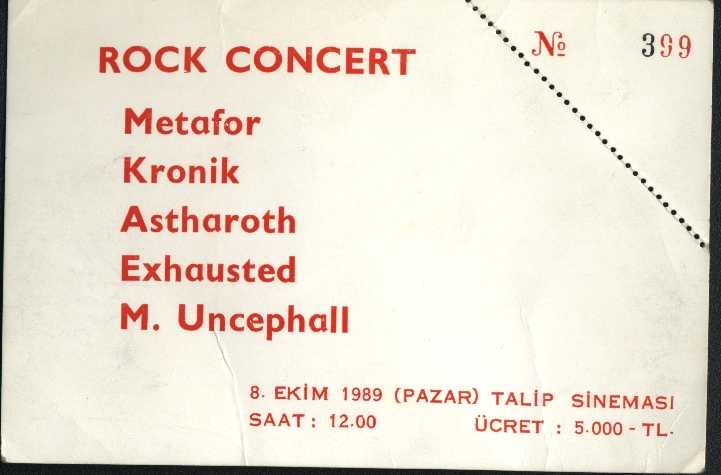 ROCK CONCERT
№ 399
Metafor
Kronik
Astharoth
Exhausted
M. Uncephall
8. EKİM 1989 (PAZAR) TALİP SİNEMASI
SAAT : 12.00 ÜCRET : 5.000 - TL.